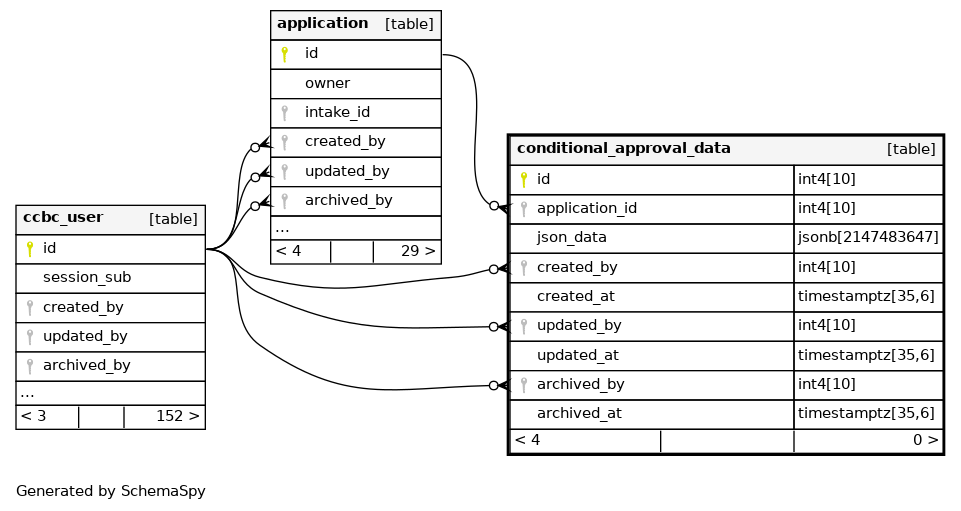 application [table]
id
owner
intake_id
created_by
updated_by
archived_by
...
< 4 29 >
conditional_approval_data [table]
id int4[10]
application_id int4[10]
json_data jsonb[2147483647]
created_by int4[10]
created_at timestamptz[35,6]
updated_by int4[10]
updated_at timestamptz[35,6]
archived_by int4[10]
archived_at timestamptz[35,6]
< 4 0 >
ccbc_user [table]
id
session_sub
created_by
updated_by
archived_by
...
< 3 152 >
Generated by SchemaSpy